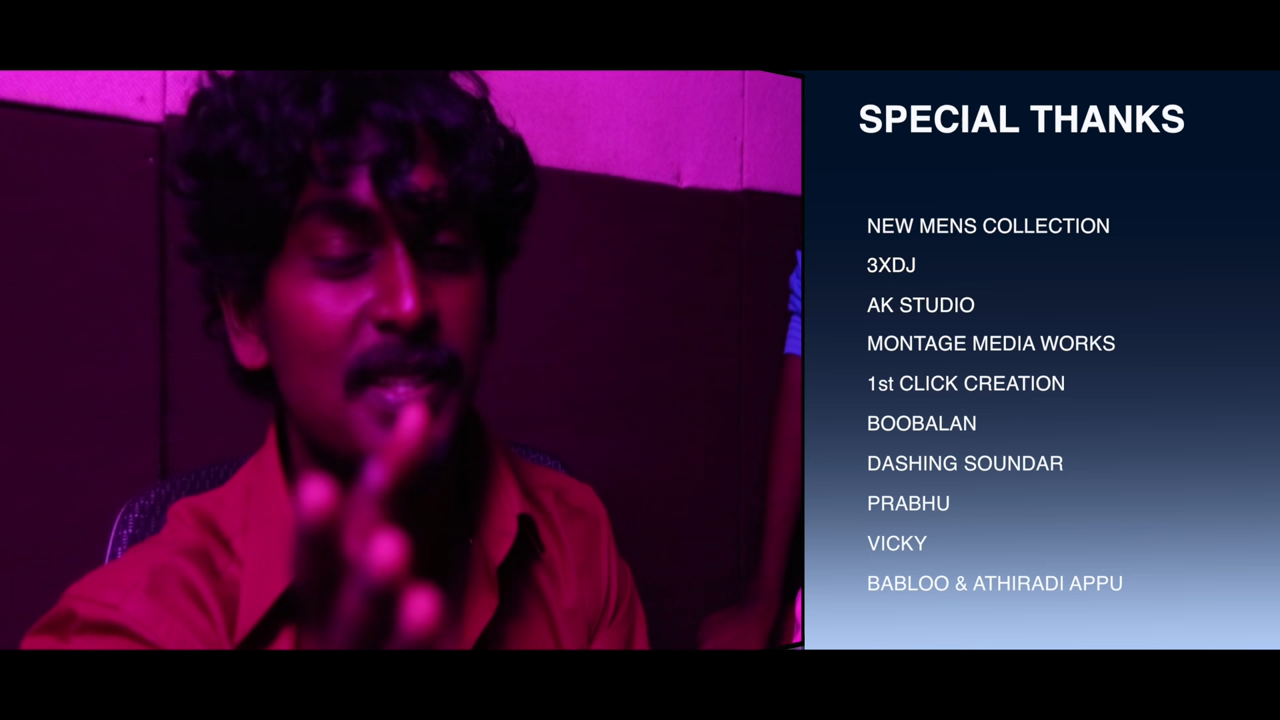 SPECIAL THANKS
NEW MENS COLLECTION
3XDJ
AK STUDIO
MONTAGE MEDIA WORKS
1st CLICK CREATION
BOOBALAN
DASHING SOUNDAR
PRABHU
VICKY
BABLOO & ATHIRADI APPU